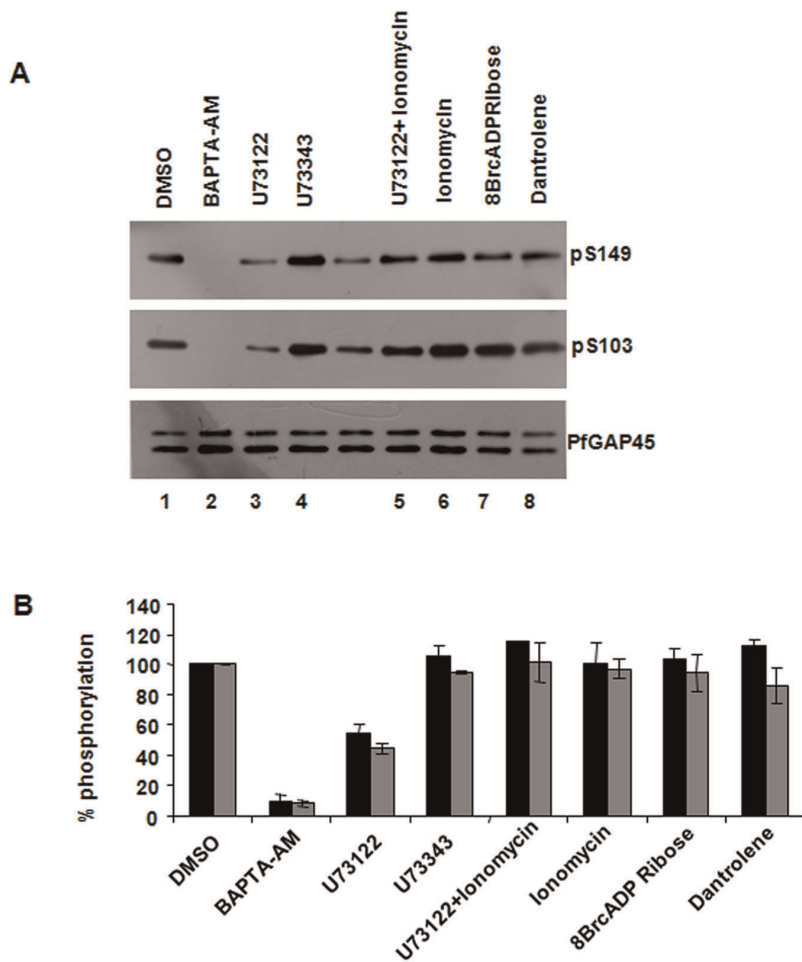 A
DMSO
BAPTA-AM
U73122
U73343
U73122+Ionomycin
Ionomycin
8BrcADPRibose
Dantrolene
pS149
pS103
PfGAP45
1 2 3 4 5 6 7 8
B
% phosphorylation
140
120
100
80
60
40
20
0
DMSO
BAPTA-AM
U73122
U73343
U73122+Ionomycin
Ionomycin
8BrcADP Ribose
Dantrolene